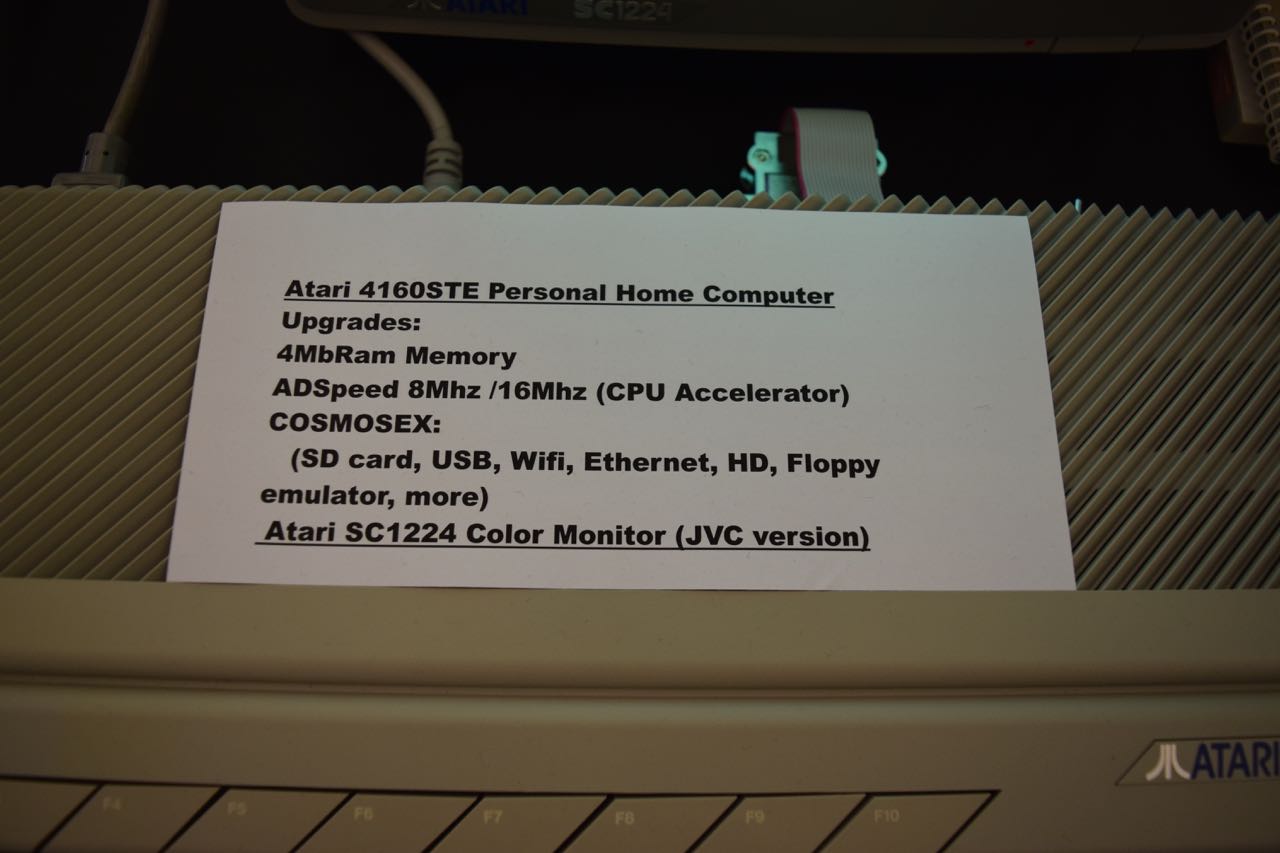 ATARI SC1224
Atari 4160STE Personal Home Computer
Upgrades:
4MbRam Memory
ADSpeed 8Mhz /16Mhz (CPU Accelerator)
COSMOSEX:
(SD card, USB, Wifi, Ethernet, HD, Floppy
emulator, more)
Atari SC1224 Color Monitor (JVC version)
ATARI
F4 F5 F6 F7 F8 F9 F10